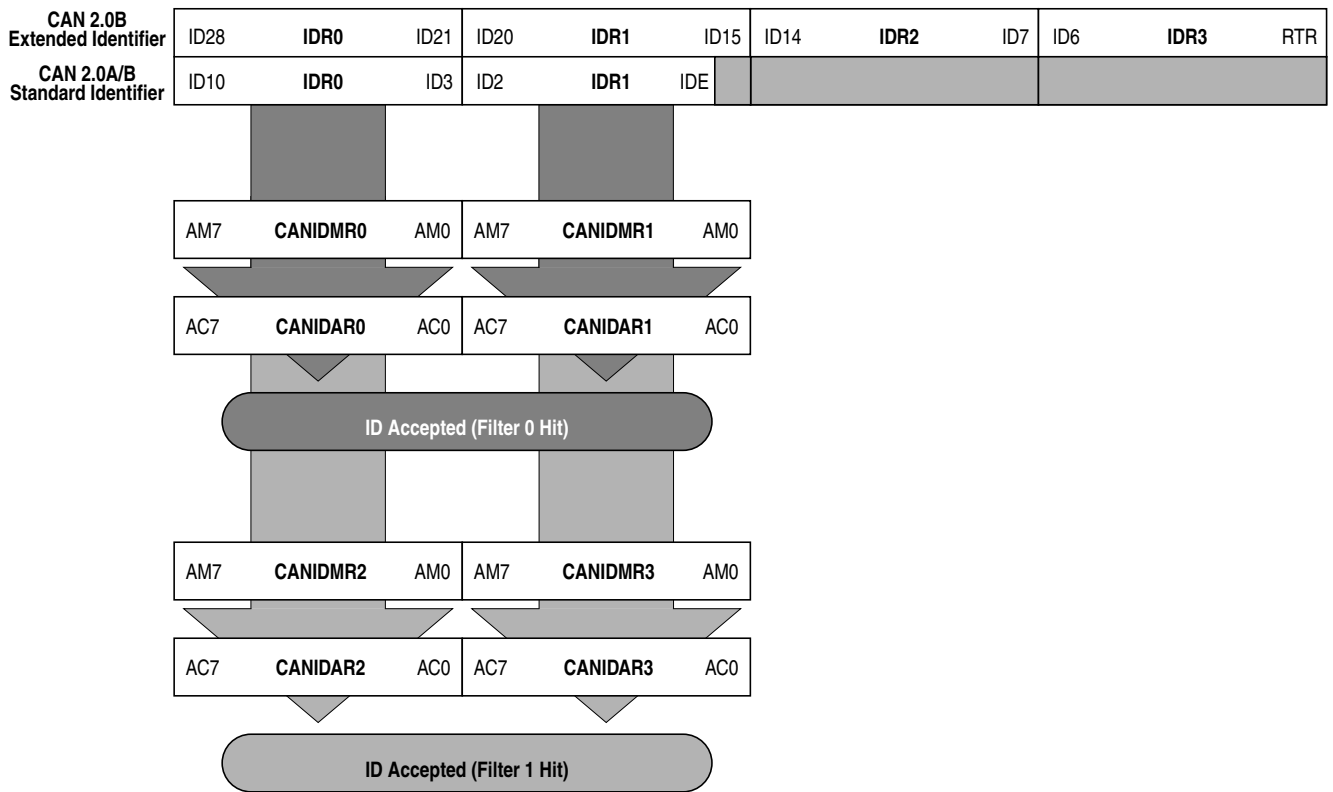 CAN 2.0B
Extended Identifier
ID28 IDR0 ID21 ID20 IDR1 ID15 ID14 IDR2 ID7 ID6 IDR3 RTR
CAN 2.0A/B
Standard Identifier
ID10 IDR0 ID3 ID2 IDR1 IDE
AM7 CANIDMR0 AM0 AM7 CANIDMR1 AM0
AC7 CANIDAR0 AC0 AC7 CANIDAR1 AC0
ID Accepted (Filter 0 Hit)
AM7 CANIDMR2 AM0 AM7 CANIDMR3 AM0
AC7 CANIDAR2 AC0 AC7 CANIDAR3 AC0
ID Accepted (Filter 1 Hit)